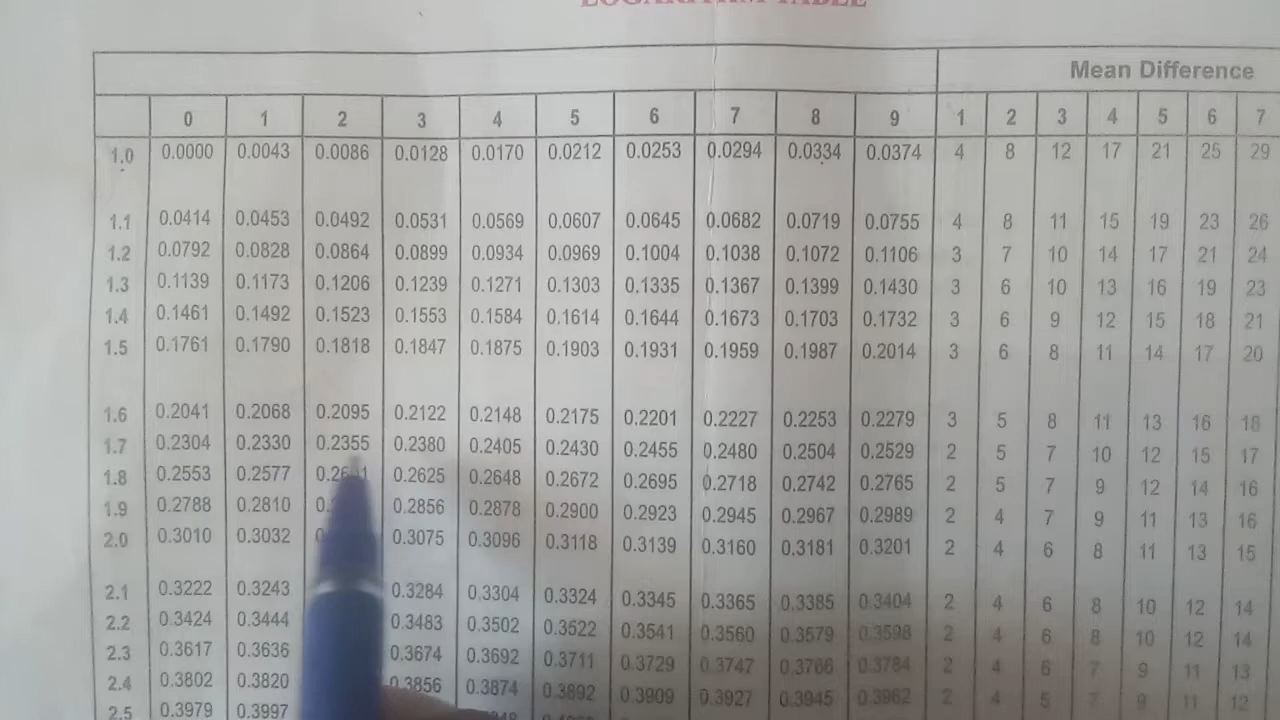 LOGARITHM TABLE
Mean Difference
0 1 2 3 4 5 6 7 8 9 1 2 3 4 5 6 7
1.0 0.0000 0.0043 0.0086 0.0128 0.0170 0.0212 0.0253 0.0294 0.0334 0.0374 4 8 12 17 21 25 29
1.1 0.0414 0.0453 0.0492 0.0531 0.0569 0.0607 0.0645 0.0682 0.0719 0.0755 4 8 11 15 19 23 26
1.2 0.0792 0.0828 0.0864 0.0899 0.0934 0.0969 0.1004 0.1038 0.1072 0.1106 3 7 10 14 17 21 24
1.3 0.1139 0.1173 0.1206 0.1239 0.1271 0.1303 0.1335 0.1367 0.1399 0.1430 3 6 10 13 16 19 23
1.4 0.1461 0.1492 0.1523 0.1553 0.1584 0.1614 0.1644 0.1673 0.1703 0.1732 3 6 9 12 15 18 21
1.5 0.1761 0.1790 0.1818 0.1847 0.1875 0.1903 0.1931 0.1959 0.1987 0.2014 3 6 8 11 14 17 20
1.6 0.2041 0.2068 0.2095 0.2122 0.2148 0.2175 0.2201 0.2227 0.2253 0.2279 3 5 8 11 13 16 18
1.7 0.2304 0.2330 0.2355 0.2380 0.2405 0.2430 0.2455 0.2480 0.2504 0.2529 2 5 7 10 12 15 17
1.8 0.2553 0.2577 0.2625 0.2648 0.2672 0.2695 0.2718 0.2742 0.2765 2 5 7 9 12 14 16
1.9 0.2788 0.2810 0.2856 0.2878 0.2900 0.2923 0.2945 0.2967 0.2989 2 4 7 9 11 13 16
2.0 0.3010 0.3032 0.3075 0.3096 0.3118 0.3139 0.3160 0.3181 0.3201 2 4 6 8 11 13 15
2.1 0.3222 0.3243 0.3284 0.3304 0.3324 0.3345 0.3365 0.3385 0.3404 2 4 6 8 10 12 14
2.2 0.3424 0.3444 0.3483 0.3502 0.3522 0.3541 0.3560 0.3579 0.3598 2 4 6 8 10 12 14
2.3 0.3617 0.3636 0.3674 0.3692 0.3711 0.3729 0.3747 0.3766 0.3784 2 4 6 7 9 11 13
2.4 0.3802 0.3820 0.3856 0.3874 0.3892 0.3909 0.3927 0.3945 0.3962 2 4 5 7 9 11 12
2.5 0.3979 0.3997